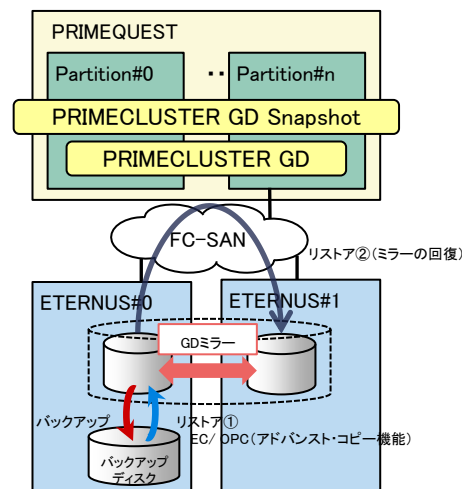 PRIMEQUEST
Partition#0
・・
Partition#n
PRIMECLUSTER GD Snapshot
PRIMECLUSTER GD
FC-SAN
リストア②(ミラーの回復)
ETERNUS#0
ETERNUS#1
GDミラー
バックアップ
リストア①
EC/OPC(アドバンスト・コピー機能)
バックアップ
ディスク